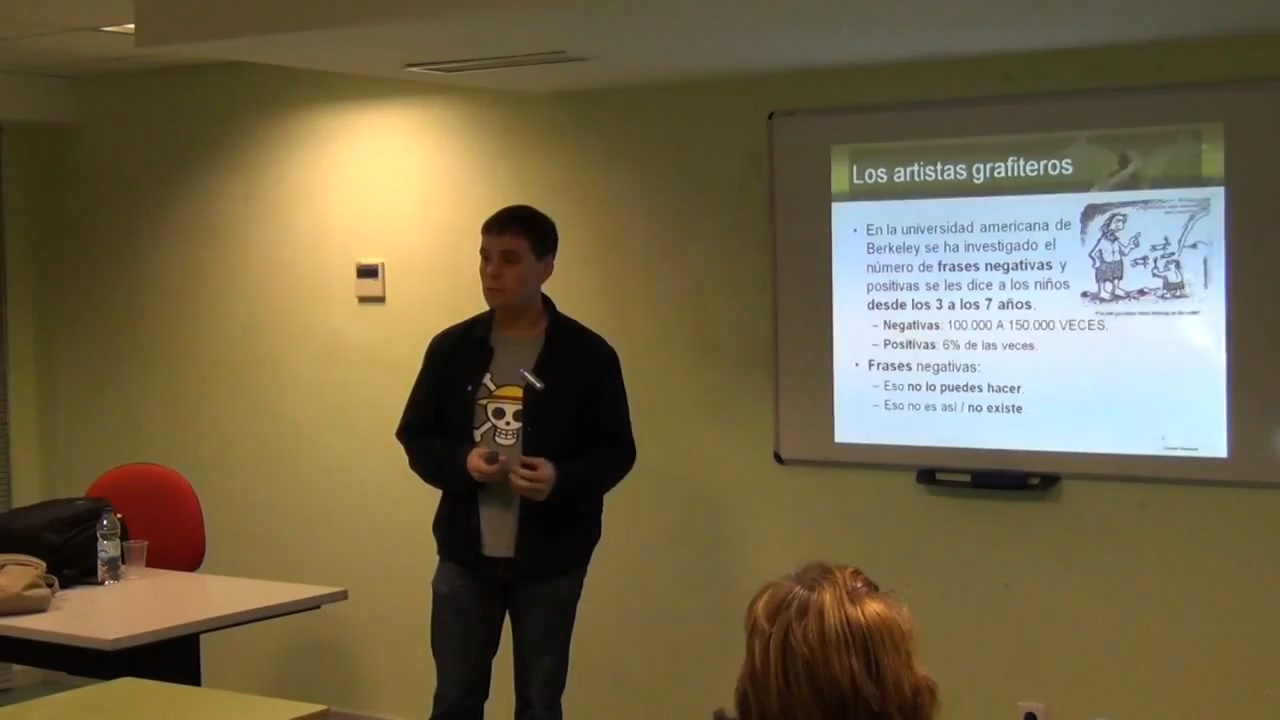 Los artistas grafiteros
• En la universidad americana de
Berkeley se ha investigado el
número de frases negativas y
positivas se les dice a los niños
desde los 3 a los 7 años.
– Negativas: 100.000 A 150.000 VECES.
– Positivas: 6% de las veces.
• Frases negativas:
– Eso no lo puedes hacer.
– Eso no es así / no existe